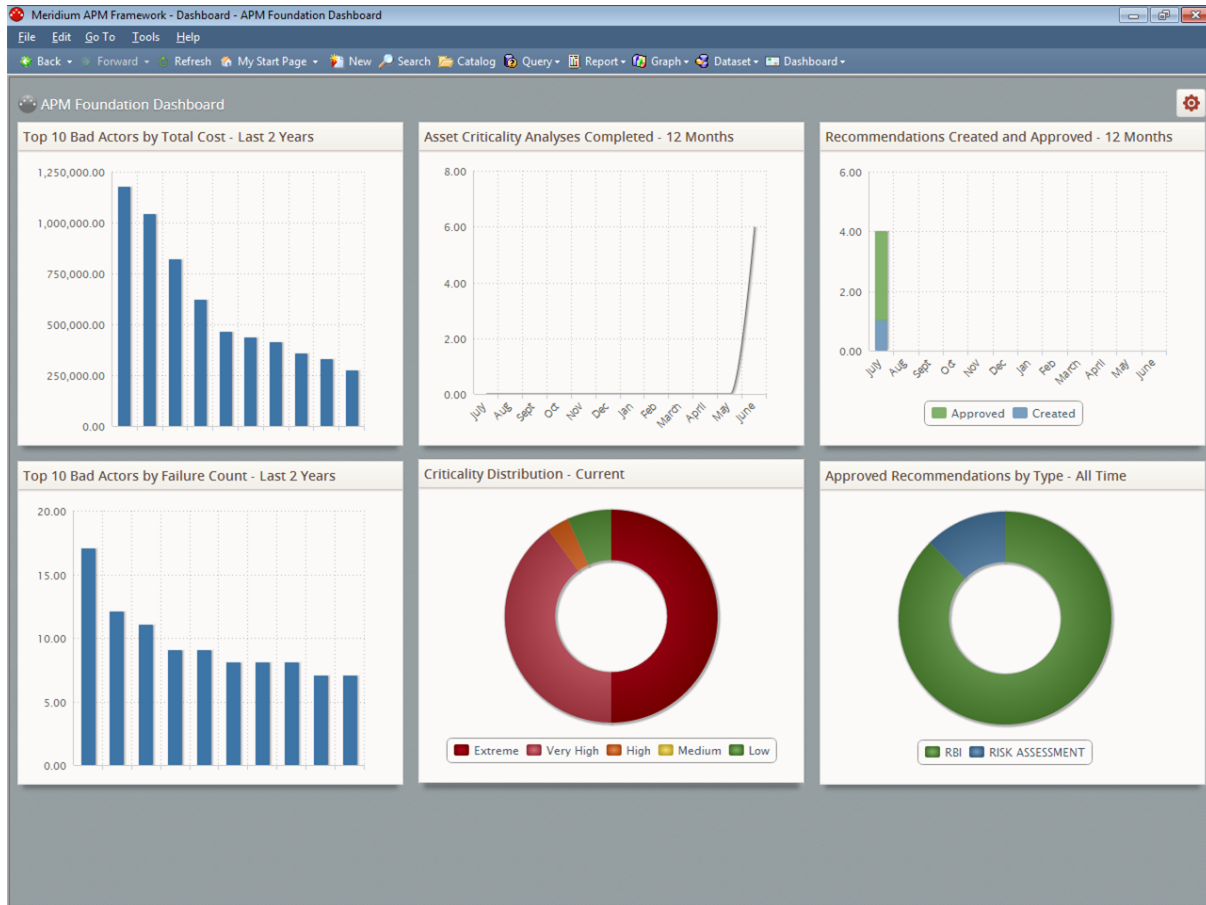 Meridium APM Framework - Dashboard - APM Foundation Dashboard
File Edit Go To Tools Help
Back Forward Refresh My Start Page New Search Catalog Query Report Graph Dataset Dashboard
APM Foundation Dashboard
Top 10 Bad Actors by Total Cost - Last 2 Years
1,250,000.00
1,000,000.00
750,000.00
500,000.00
250,000.00
0.00
Asset Criticality Analyses Completed - 12 Months
8.00
6.00
4.00
2.00
0.00
July Aug Sept Oct Nov Dec Jan Feb March April May June
Recommendations Created and Approved - 12 Months
6.00
4.00
2.00
0.00
July Aug Sept Oct Nov Dec Jan Feb March April May June
Approved Created
Top 10 Bad Actors by Failure Count - Last 2 Years
20.00
15.00
10.00
5.00
0.00
Criticality Distribution - Current
Extreme Very High High Medium Low
Approved Recommendations by Type - All Time
RBI RISK ASSESSMENT